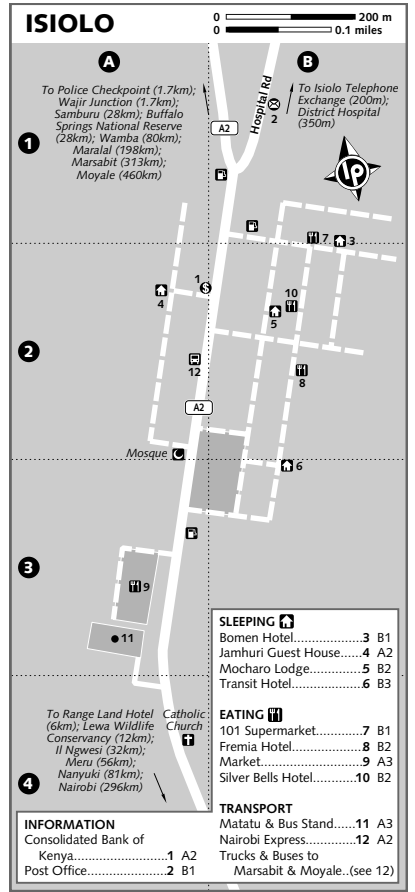 ISIOLO
0 200 m
0 0.1 miles
A
B
To Police Checkpoint (1.7km);
Wajir Junction (1.7km);
Samburu (28km); Buffalo
Springs National Reserve
(28km); Wamba (80km);
Maralal (198km);
Marsabit (313km);
Moyale (460km)
Hospital Rd
2
To Isiolo Telephone
Exchange (200m);
District Hospital
(350m)
A2
1
lp
7
3
1
$
4
10
5
2
12
8
A2
Mosque
6
3
9
11
To Range Land Hotel
(6km); Lewa Wildlife
Conservancy (12km);
Il Ngwesi (32km);
Meru (56km);
Nanyuki (81km);
Nairobi (296km)
Catholic
Church
4
INFORMATION
Consolidated Bank of
Kenya............................1 A2
Post Office.....................2 B1
SLEEPING
Bomen Hotel....................3 B1
Jamhuri Guest House......4 A2
Mocharo Lodge...............5 B2
Transit Hotel....................6 B3
EATING
101 Supermarket.............7 B1
Fremia Hotel....................8 B2
Market.............................9 A3
Silver Bells Hotel............10 B2
TRANSPORT
Matatu & Bus Stand......11 A3
Nairobi Express.............12 A2
Trucks & Buses to
Marsabit & Moyale..(see 12)